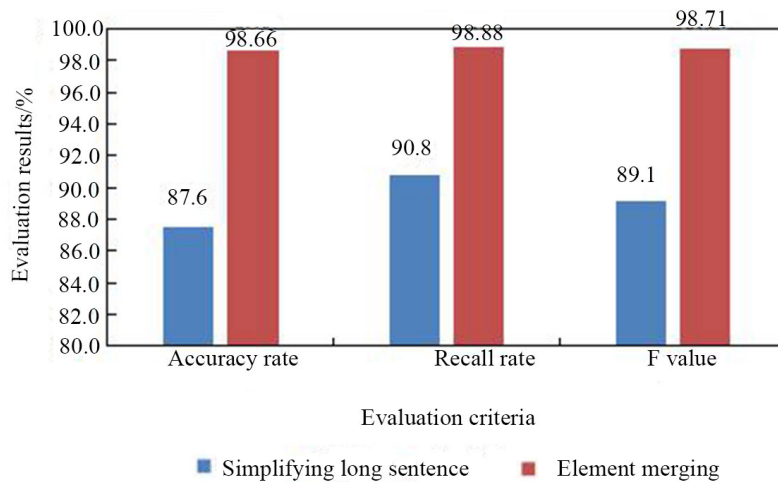 98.71
100.0
98.66
98.88
98.0
96.0
94.0
92.0
90.0
88.0
86.0
84.0
82.0
80.0
90.8
89.1
87.6
Evaluation results/%
Accuracy rate
Recall rate
F value
Evaluation criteria
Simplifying long sentence
Element merging